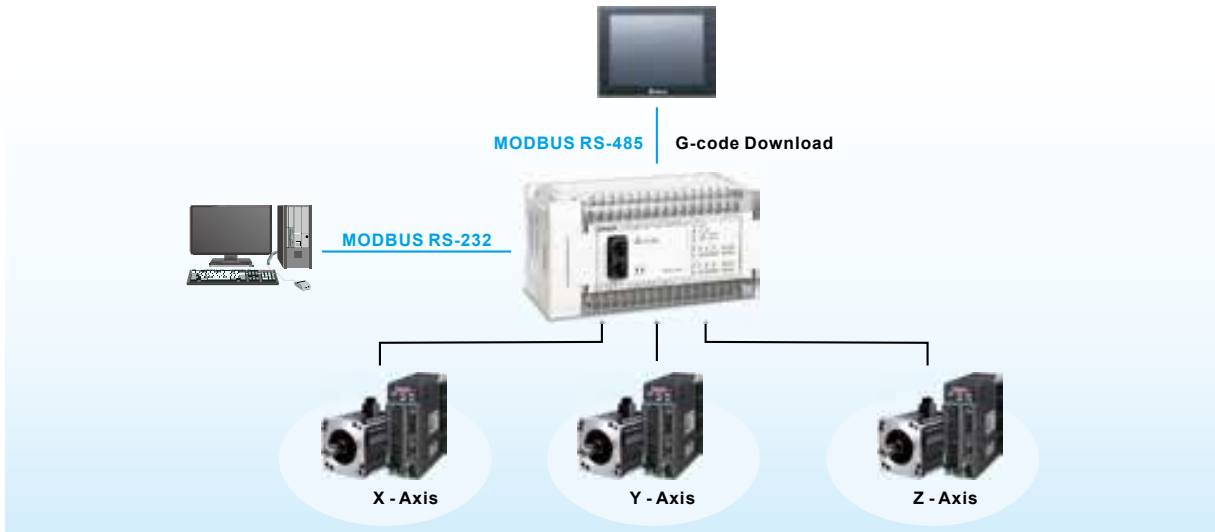 MODBUS RS-485
G-code Download
MODBUS RS-232
X - Axis
Y - Axis
Z - Axis